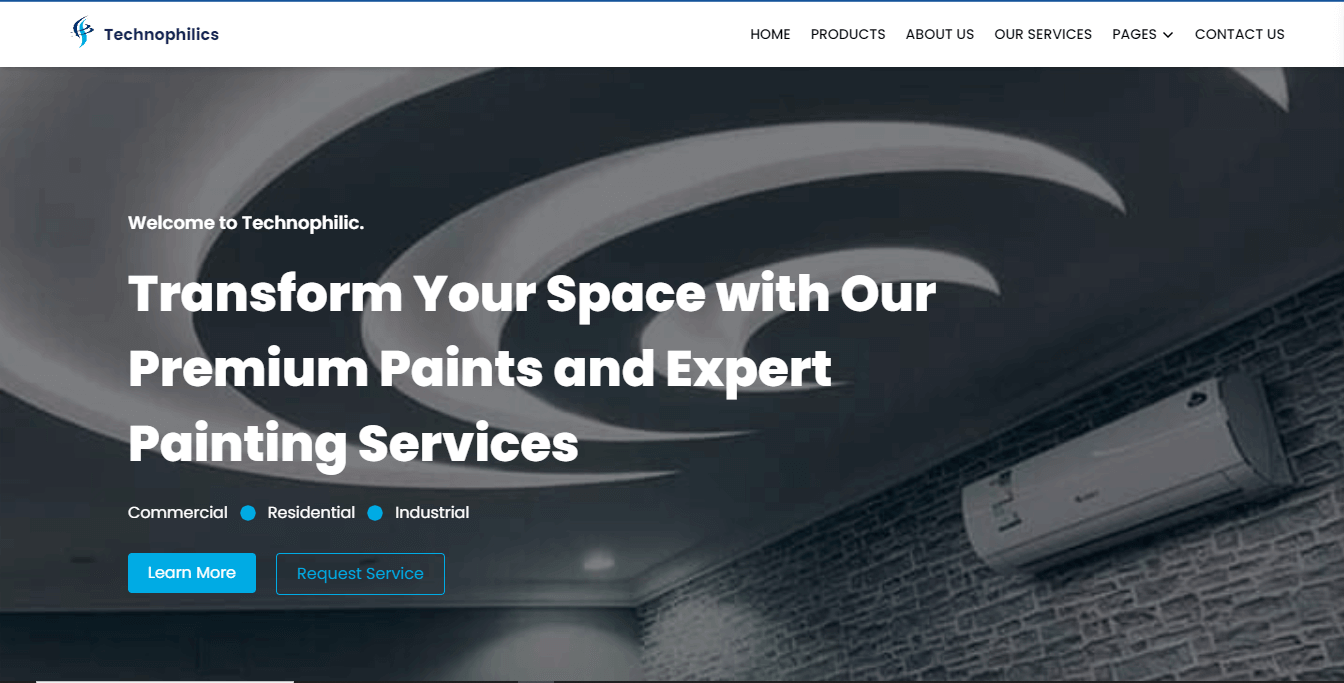 Technophilics
HOME PRODUCTS ABOUT US OUR SERVICES PAGES CONTACT US
Welcome to Technophilic.
Transform Your Space with Our
Premium Paints and Expert
Painting Services
Commercial Residential Industrial
Learn More Request Service